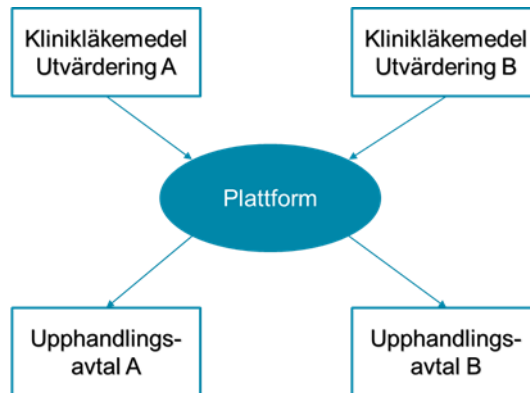 Klinikläkemedel
Utvärdering A
Klinikläkemedel
Utvärdering B
Plattform
Upphandlings-
avtal A
Upphandlings-
avtal B